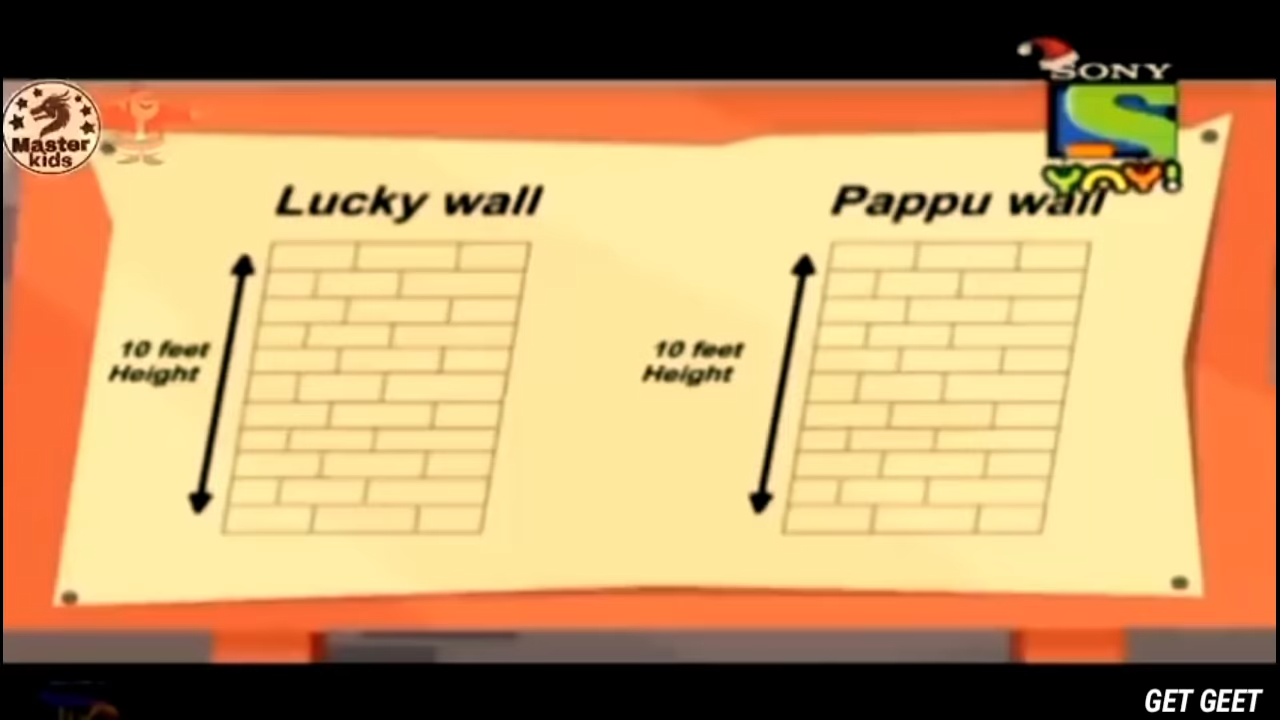 SONY
YAY!
Master
kids
Lucky wall
Pappu wall
10 feet
Height
10 feet
Height
GET GEET